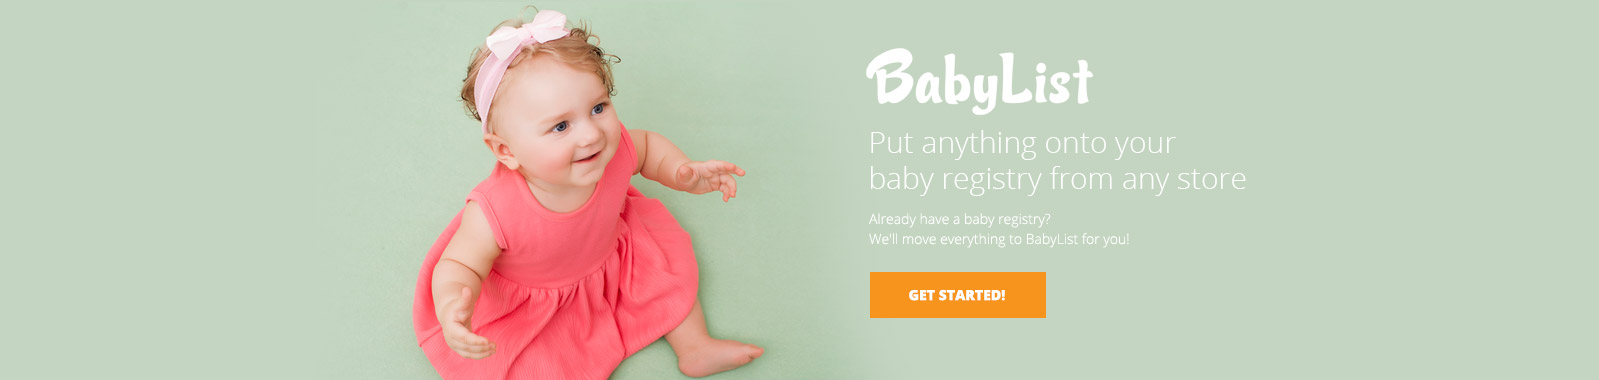 BabyList
Put anything onto your
baby registry from any store
Already have a baby registry?
We'll move everything to BabyList for you!
GET STARTED!